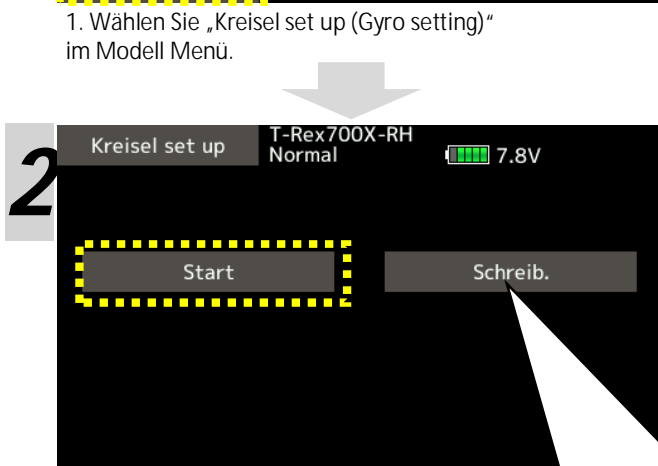 1. Wählen Sie „Kreisel set up (Gyro setting)“
im Modell Menü.
2
Kreisel set up
T-Rex700X-RH
Normal
7.8V
Start
Schreib.